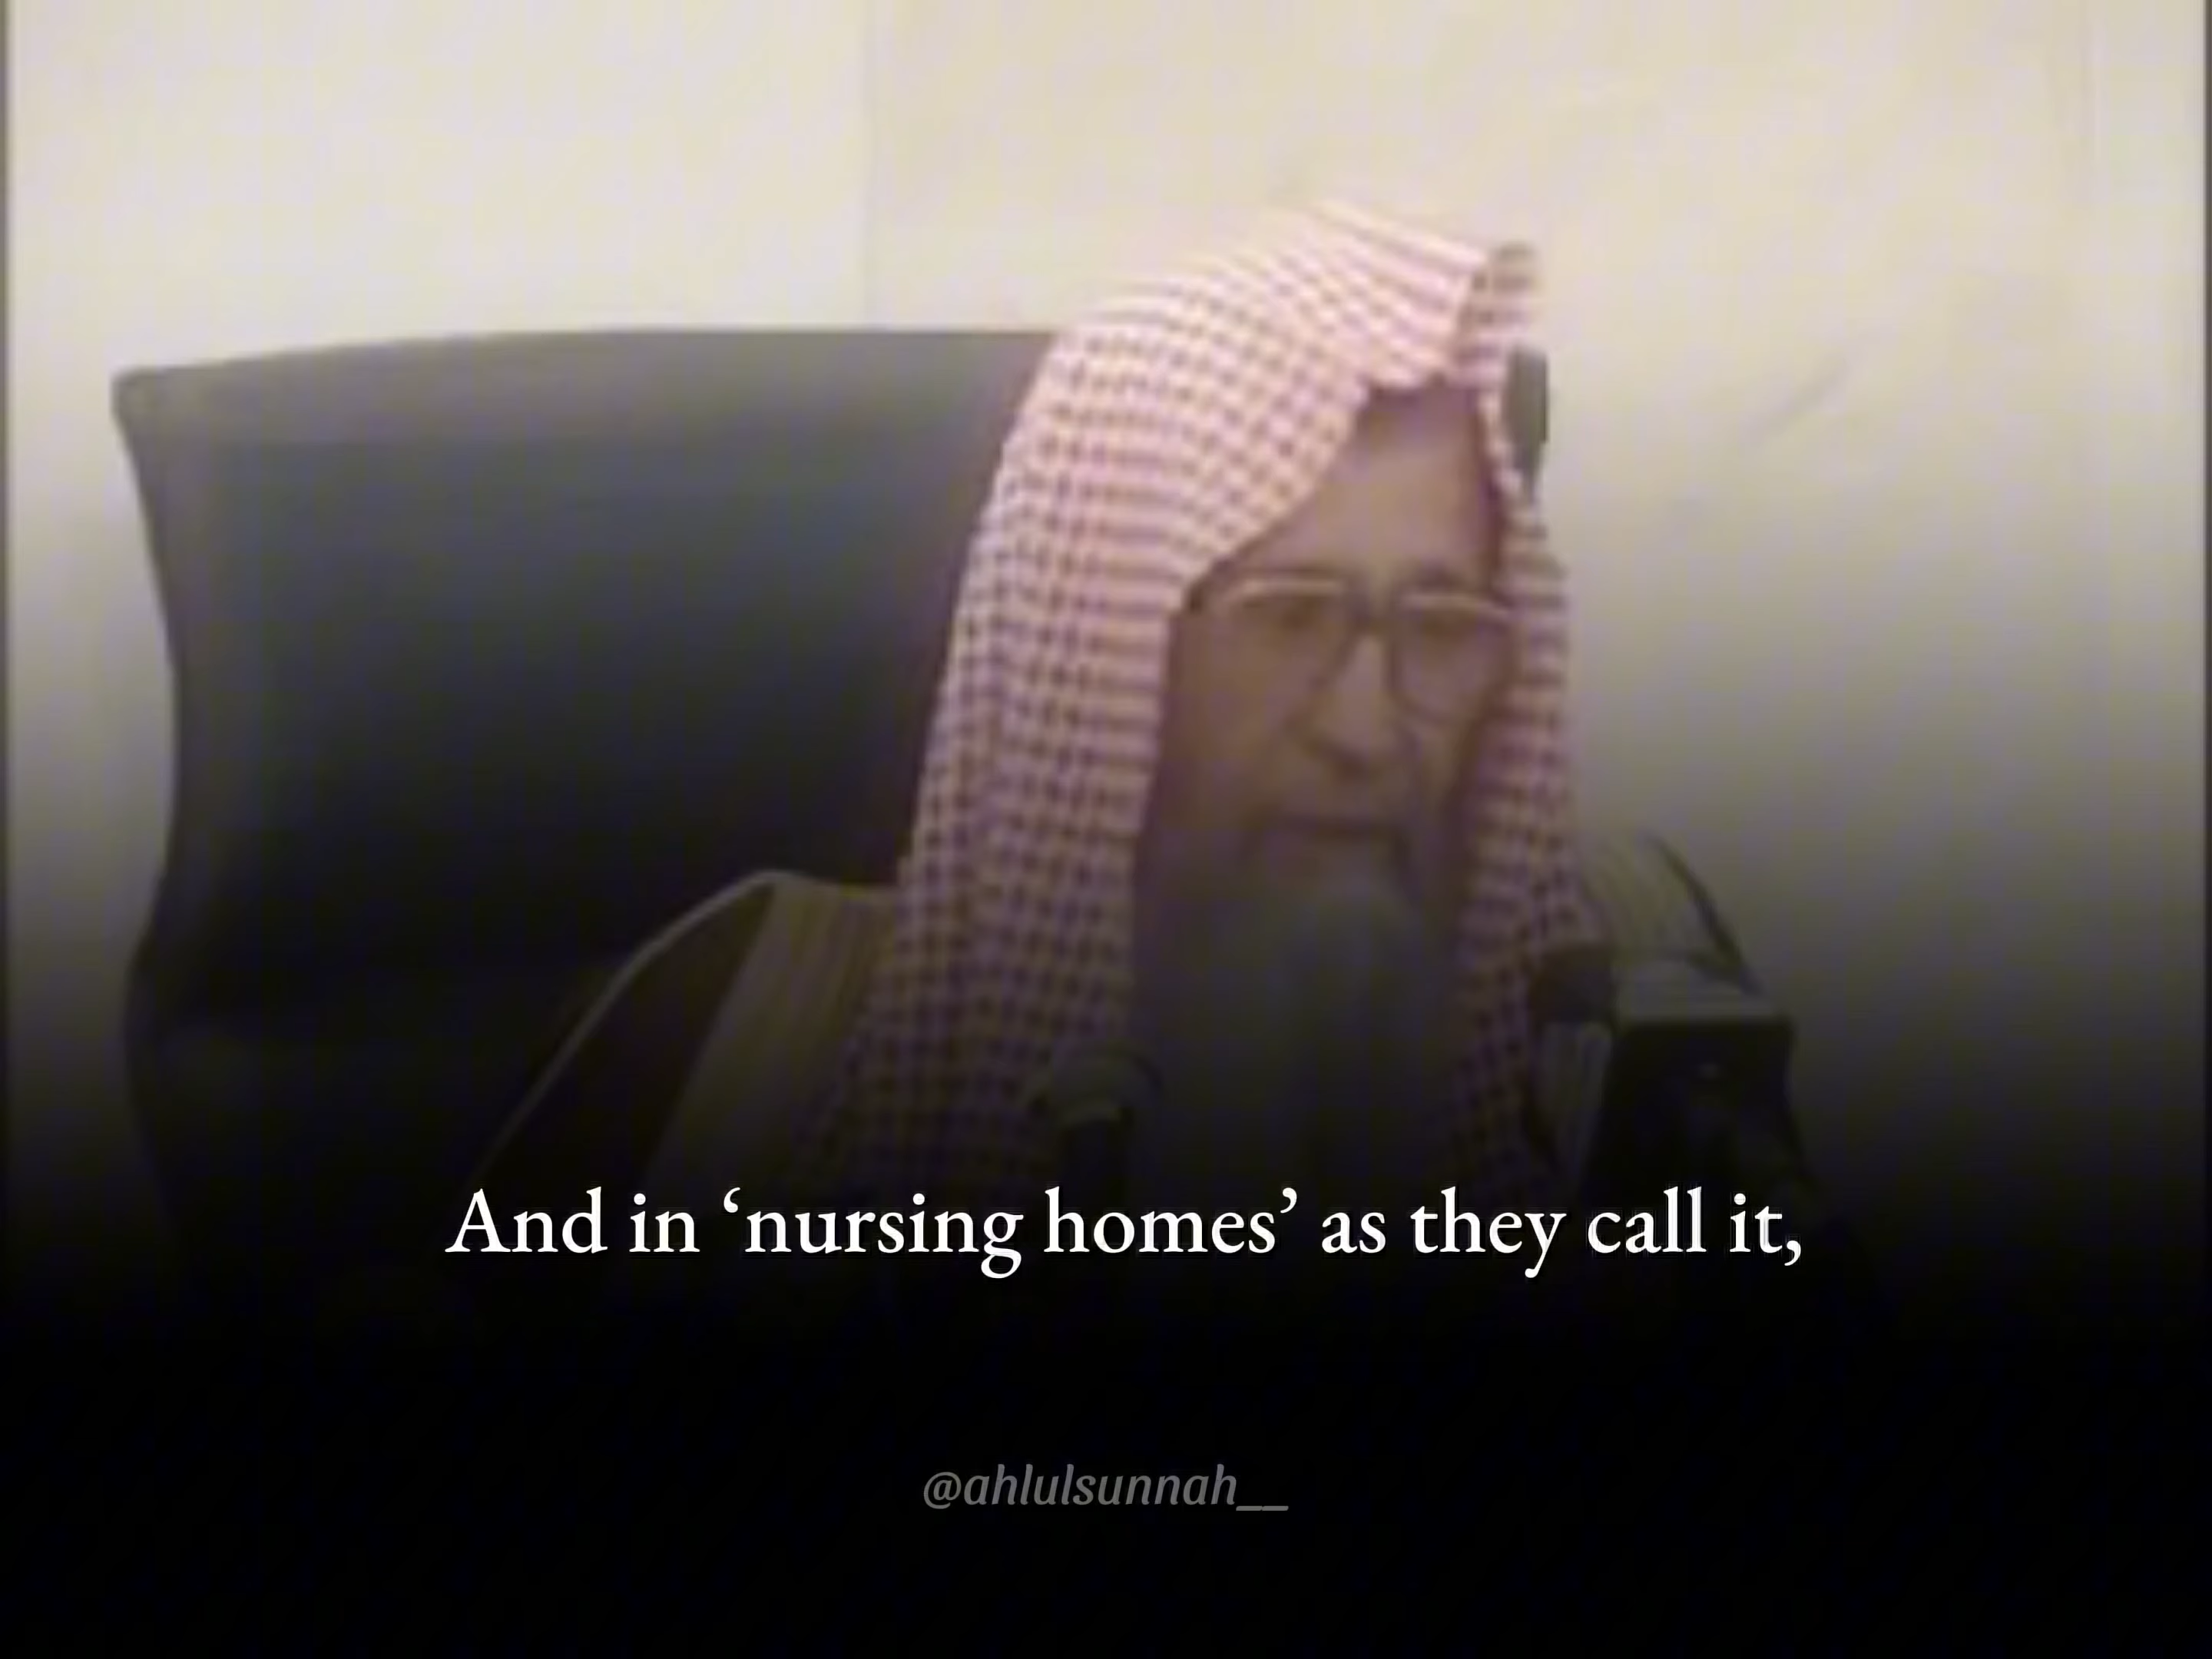 And in ‘nursing homes’ as they call it,
@ahlulsunnah__